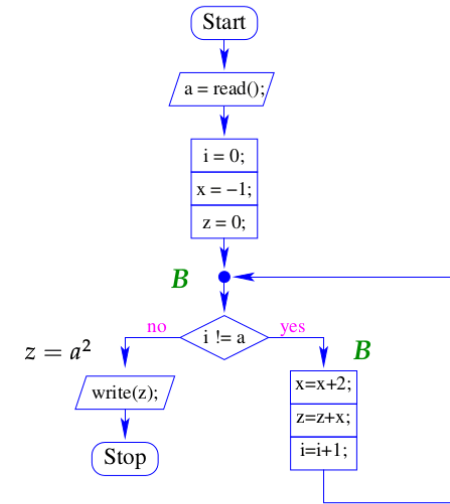 Start
a = read();
i = 0;
x = −1;
z = 0;
B
no
i != a
yes
z = a²
B
write(z);
x=x+2;
z=z+x;
i=i+1;
Stop